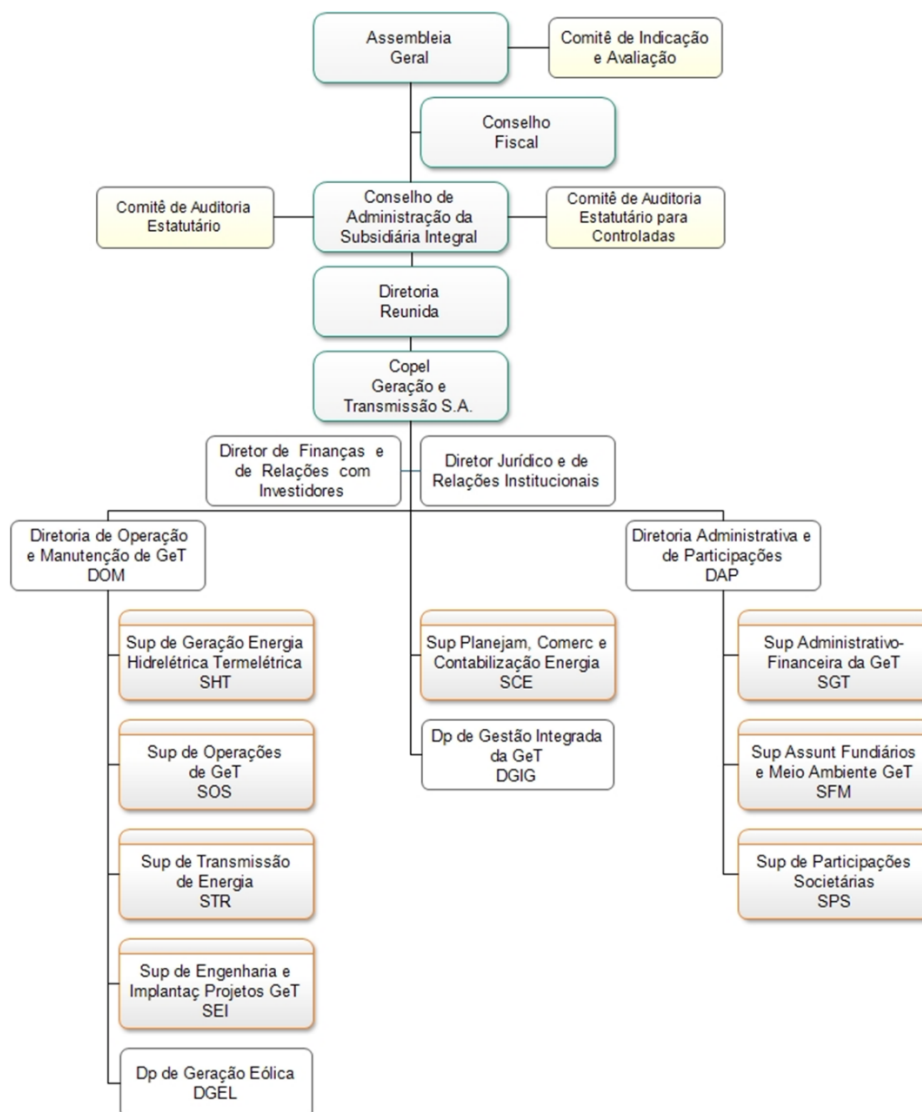 Assembleia
Geral
Comitê de Indicação
e Avaliação
Conselho
Fiscal
Comitê de Auditoria
Estatutário
Conselho de
Administração da
Subsidiária Integral
Comitê de Auditoria
Estatutário para
Controladas
Diretoria
Reunida
Copel
Geração e
Transmissão S.A.
Diretor de Finanças e
de Relações com
Investidores
Diretor Jurídico e de
Relações Institucionais
Diretoria de Operação
e Manutenção de GeT
DOM
Diretoria Administrativa e
de Participações
DAP
Sup de Geração Energia
Hidrelétrica Termelétrica
SHT
Sup Planejam, Comerc e
Contabilização Energia
SCE
Sup Administrativo-
Financeira da GeT
SGT
Sup de Operações
de GeT
SOS
Dp de Gestão Integrada
da GeT
DGIG
Sup Assunt Fundiários
e Meio Ambiente GeT
SFM
Sup de Transmissão
de Energia
STR
Sup de Participações
Societárias
SPS
Sup de Engenharia e
Implantaç Projetos GeT
SEI
Dp de Geração Eólica
DGEL